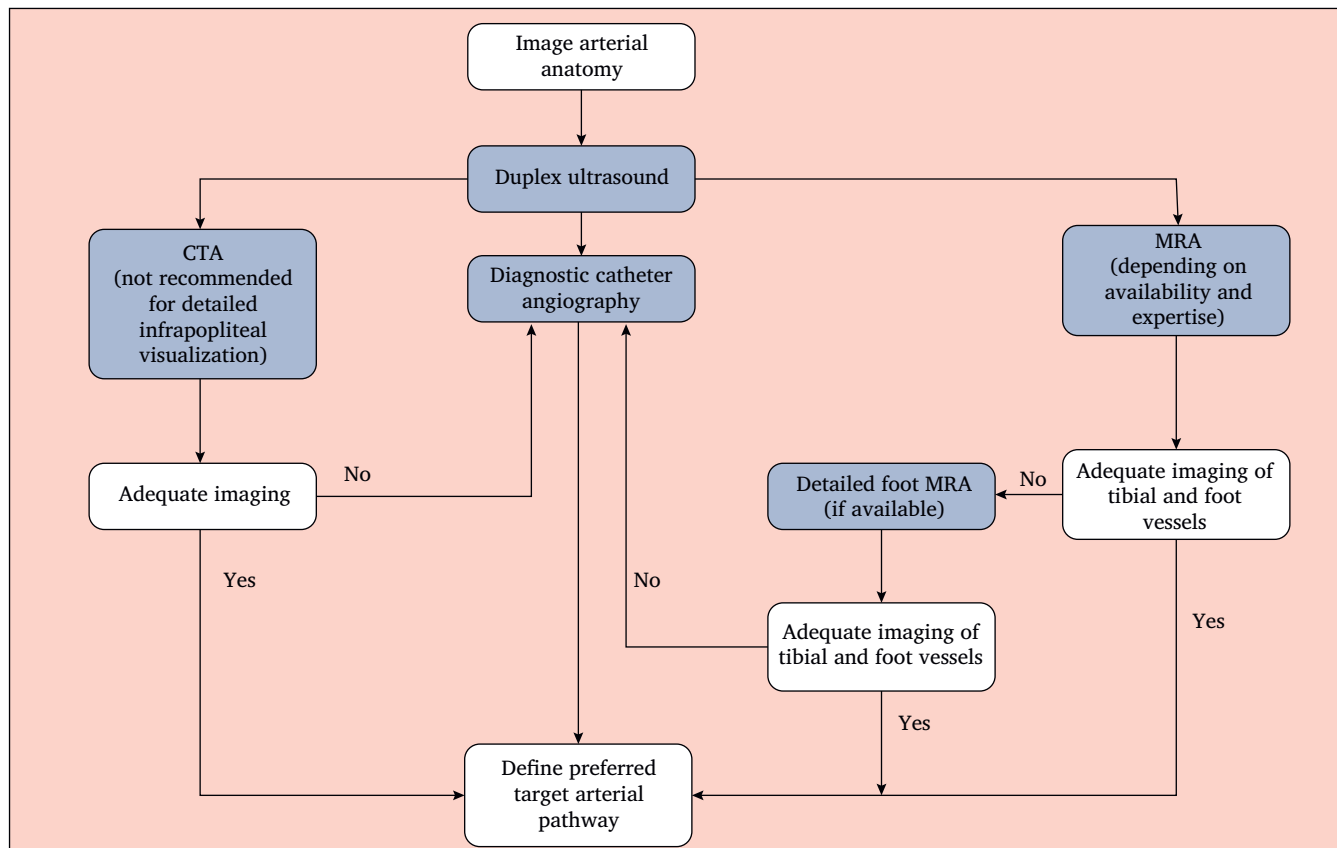 Image arterial
anatomy
Duplex ultrasound
CTA
(not recommended
for detailed
infrapopliteal
visualization)
Diagnostic catheter
angiography
MRA
(depending on
availability and
expertise)
Adequate imaging
No
Yes
Detailed foot MRA
(if available)
No
Adequate imaging of
tibial and foot
vessels
No
Yes
Adequate imaging of
tibial and foot vessels
Yes
Define preferred
target arterial
pathway